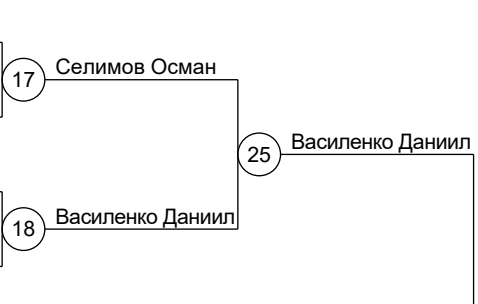 17 Селимов Осман
25 Василенко Даниил
18 Василенко Даниил